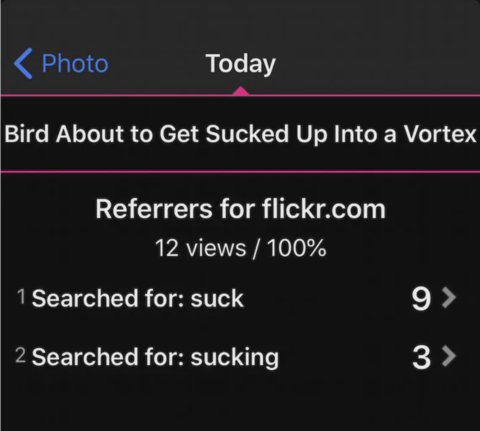 Photo
Today
Bird About to Get Sucked Up Into a Vortex
Referrers for flickr.com
12 views / 100%
1 Searched for: suck 9
2 Searched for: sucking 3